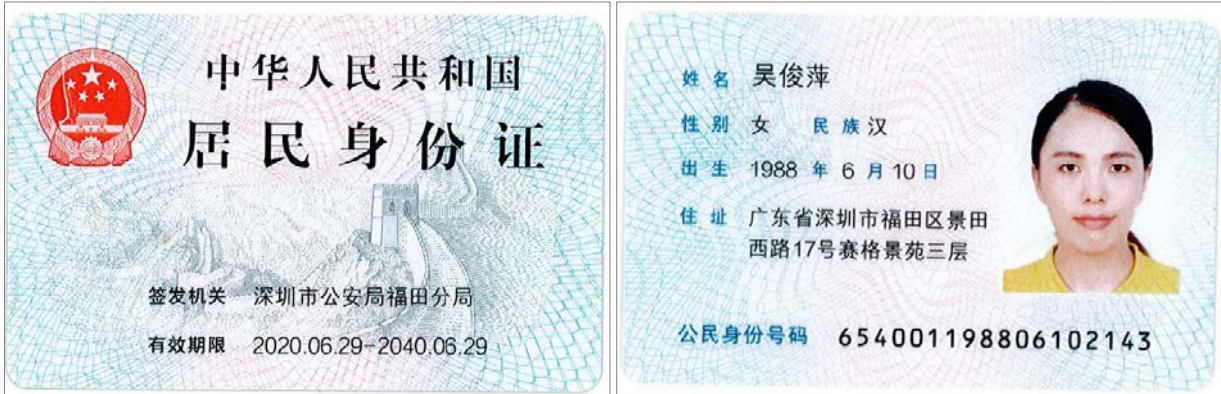 中华人民共和国
居民身份证
签发机关 深圳市公安局福田分局
有效期限 2020.06.29-2040.06.29
姓名 吴俊萍
性别 女 民族 汉
出生 1988 年 6 月 10 日
住址 广东省深圳市福田区景田
西路17号赛格景苑三层
公民身份号码 654001198806102143